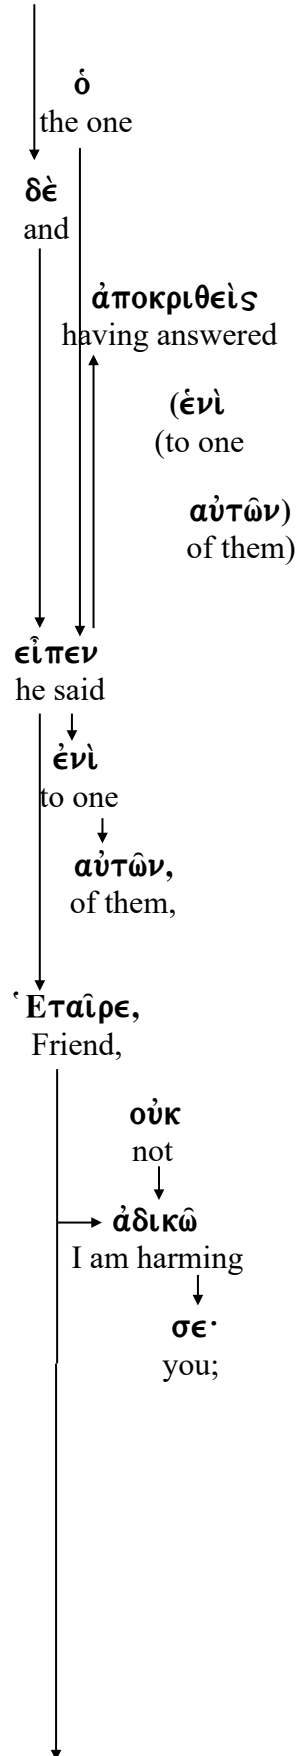 ὁ
the one
δὲ
and
ἀποκριθεὶς
having answered
(ἑνὶ
(to one
αὐτῶν)
of them)
εἶπεν
he said
ἐνὶ
to one
αὐτῶν,
of them,
Ἑταῖρε,
Friend,
οὐκ
not
ἀδικῶ
I am harming
σε·
you;